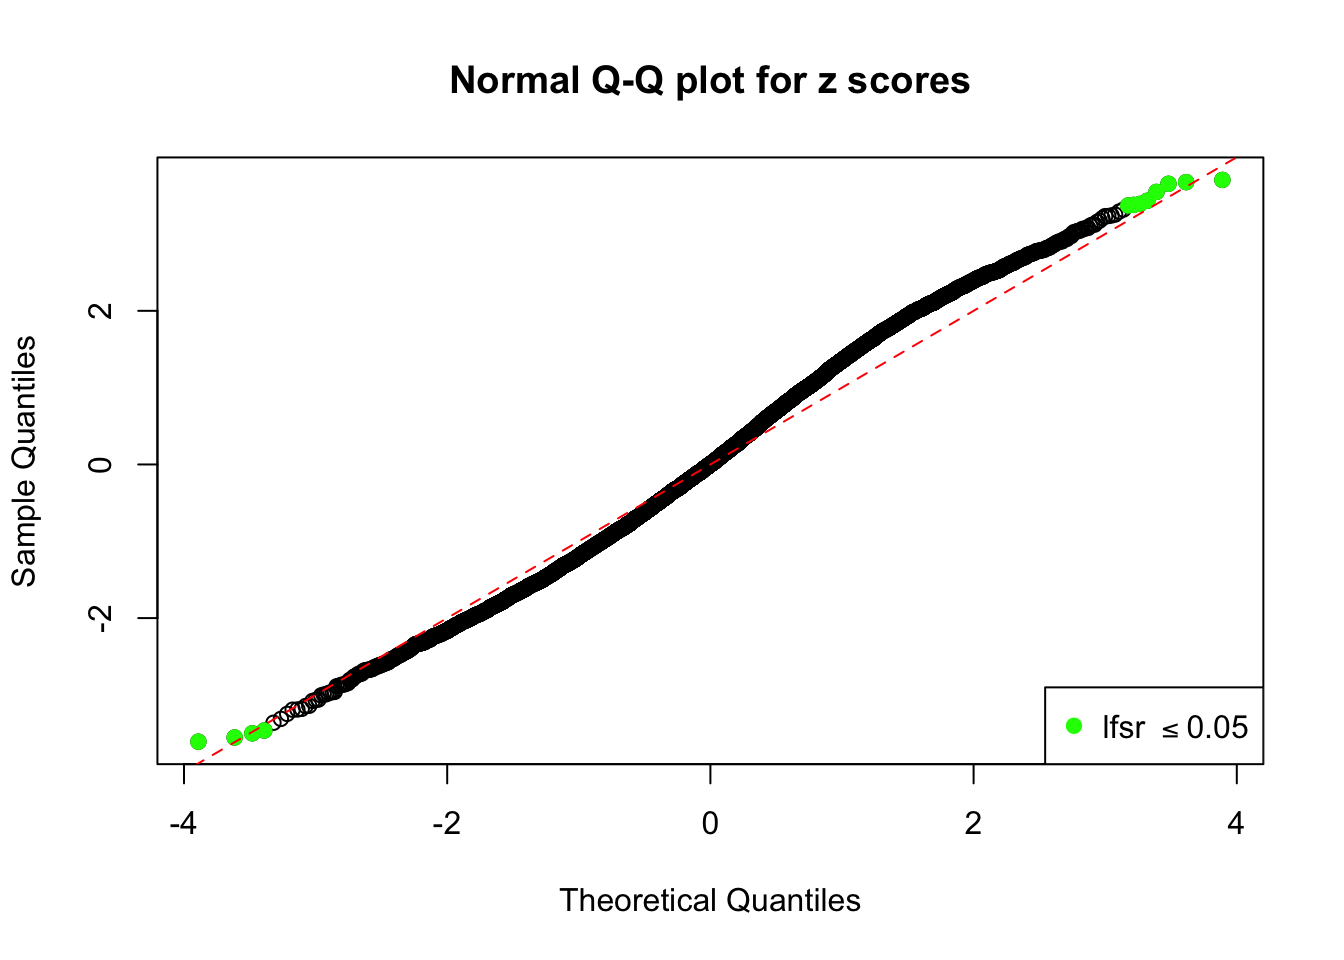 Normal Q-Q plot for z scores
Sample Quantiles
2
0
-2
-4
-2
0
2
4
Theoretical Quantiles
lfsr ≤ 0.05